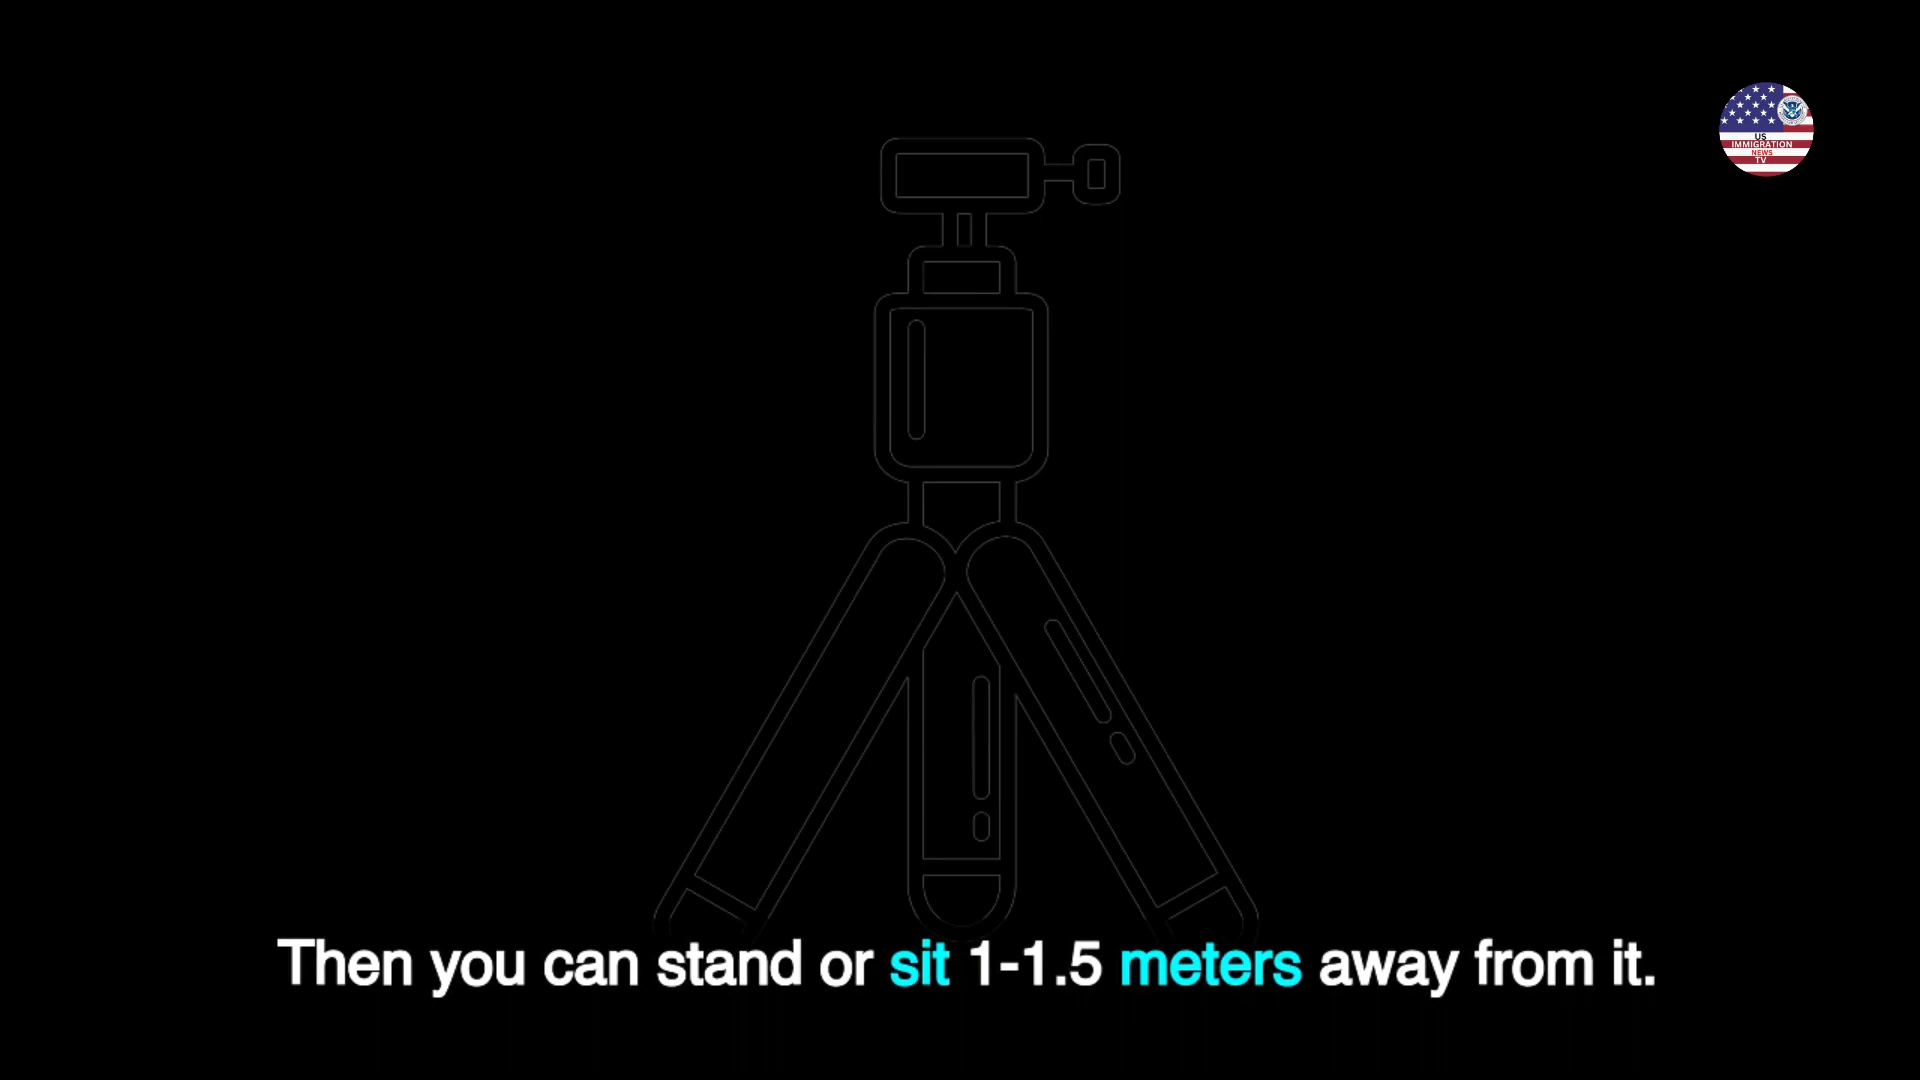 US
IMMIGRATION
NEWS
TV
Then you can stand or sit 1-1.5 meters away from it.